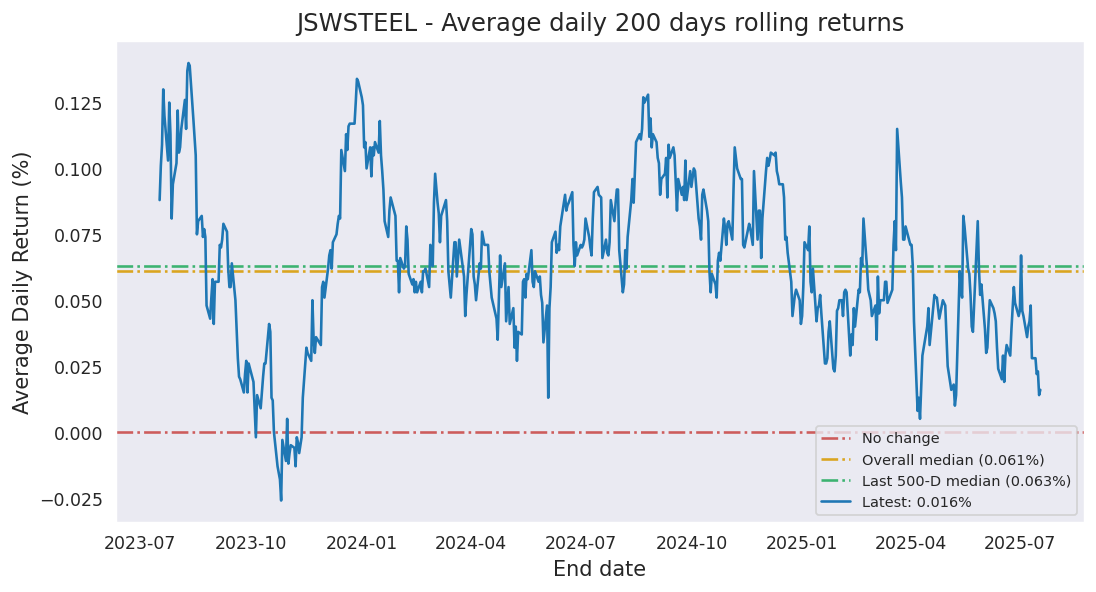 JSWSTEEL - Average daily 200 days rolling returns
Average Daily Return (%)
0.125
0.100
0.075
0.050
0.025
0.000
−0.025
No change
Overall median (0.061%)
Last 500-D median (0.063%)
Latest: 0.016%
2023-07 2023-10 2024-01 2024-04 2024-07 2024-10 2025-01 2025-04 2025-07
End date